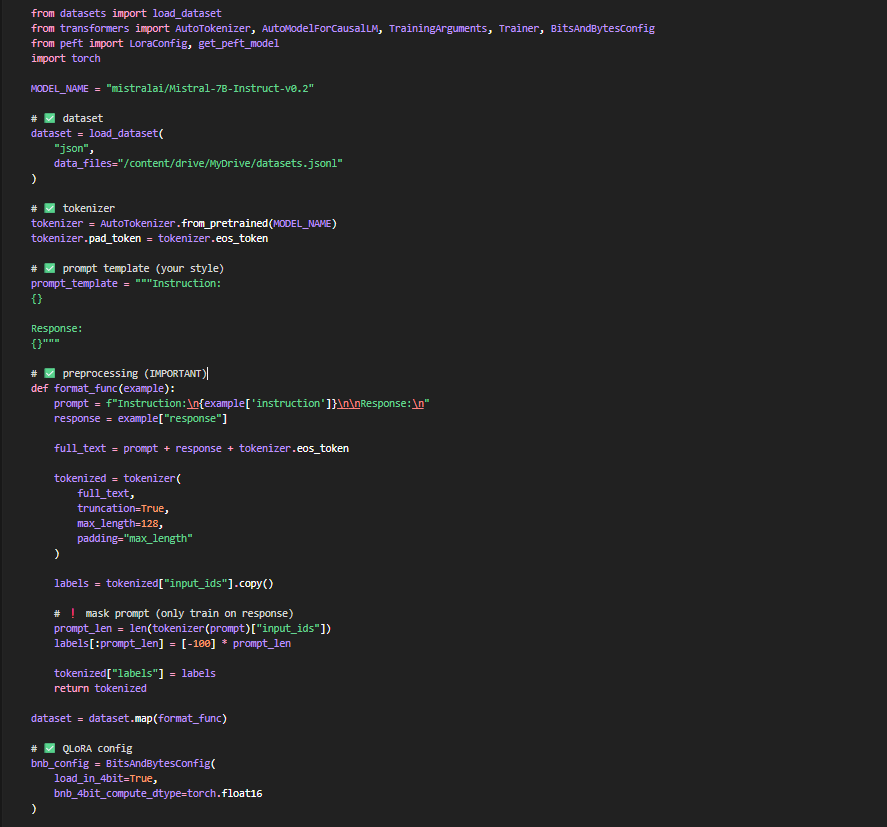 from datasets import load_dataset
from transformers import AutoTokenizer, AutoModelForCausalLM, TrainingArguments, Trainer, BitsAndBytesConfig
from peft import LoraConfig, get_peft_model
import torch

MODEL_NAME = "mistralai/Mistral-7B-Instruct-v0.2"

# ✅ dataset
dataset = load_dataset(
    "json",
    data_files="/content/drive/MyDrive/datasets.jsonl"
)

# ✅ tokenizer
tokenizer = AutoTokenizer.from_pretrained(MODEL_NAME)
tokenizer.pad_token = tokenizer.eos_token

# ✅ prompt template (your style)
prompt_template = """Instruction:
{}

Response:
{}"""

# ✅ preprocessing (IMPORTANT)
def format_func(example):
    prompt = f"Instruction:\n{example['instruction']}\n\nResponse:\n"
    response = example["response"]

    full_text = prompt + response + tokenizer.eos_token

    tokenized = tokenizer(
        full_text,
        truncation=True,
        max_length=128,
        padding="max_length"
    )

    labels = tokenized["input_ids"].copy()

    # ❗ mask prompt (only train on response)
    prompt_len = len(tokenizer(prompt)["input_ids"])
    labels[:prompt_len] = [-100] * prompt_len

    tokenized["labels"] = labels
    return tokenized

dataset = dataset.map(format_func)

# ✅ QLoRA config
bnb_config = BitsAndBytesConfig(
    load_in_4bit=True,
    bnb_4bit_compute_dtype=torch.float16
)